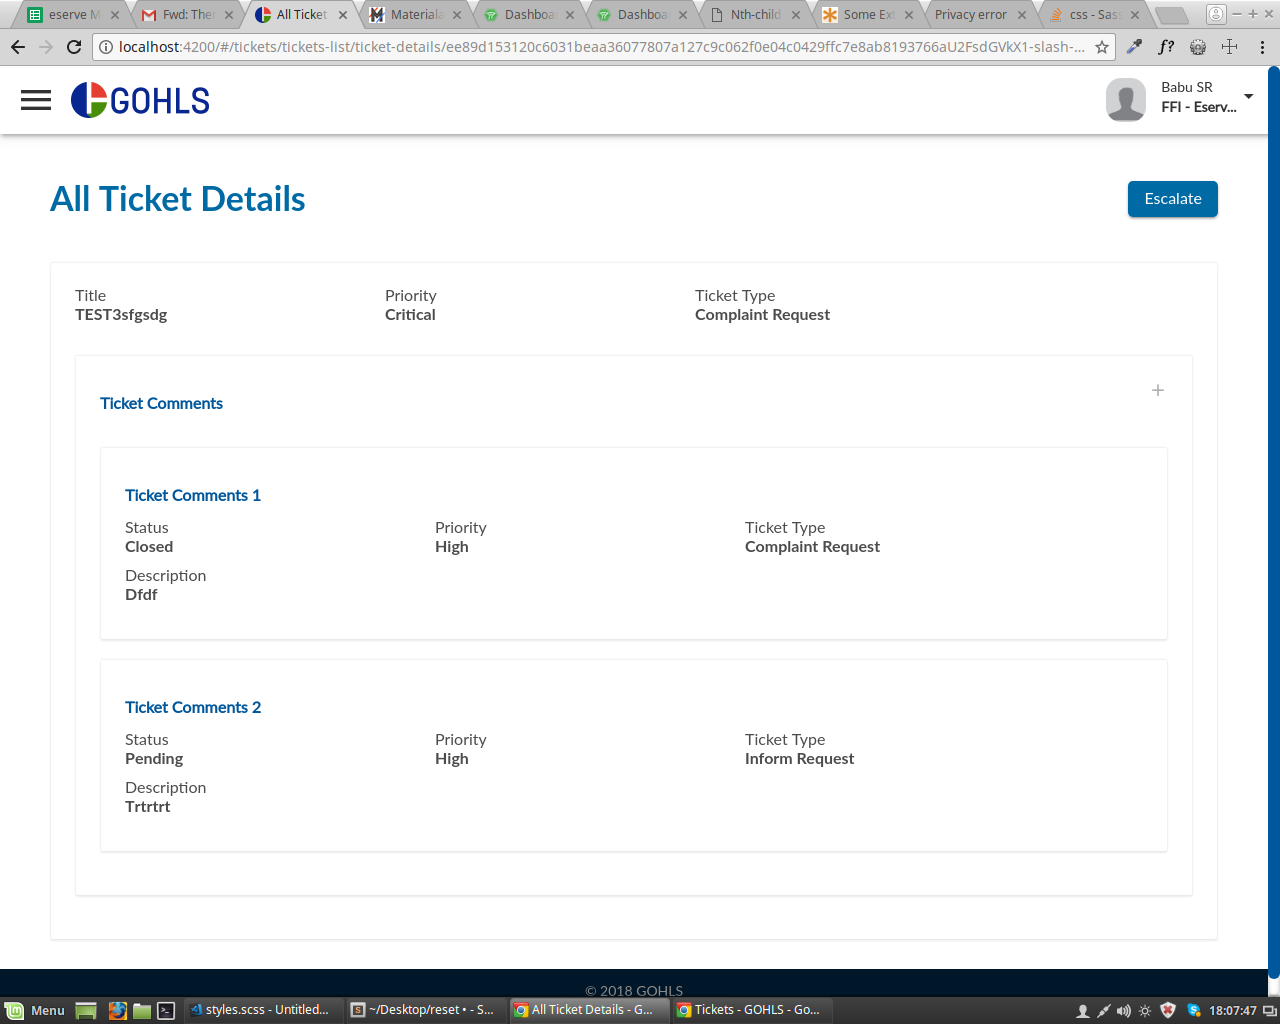 eserve M
Fwd: Ther
All Ticket
Materiala
Dashboa
Dashboa
Nth-child
Some Ext
Privacy error
css - Sass
localhost:4200/#/tickets/tickets-list/ticket-details/ee89d153120c6031beaa36077807a127c9c062f0e04c0429ffc7e8ab8193766aU2FsdGVkX1-slash-...
f?
GOHLS
Babu SR
FFI - Eserv...
All Ticket Details
Escalate
Title
Priority
Ticket Type
TEST3sfgsdg
Critical
Complaint Request
Ticket Comments
Ticket Comments 1
Status
Priority
Ticket Type
Closed
High
Complaint Request
Description
Dfdf
Ticket Comments 2
Status
Priority
Ticket Type
Pending
High
Inform Request
Description
Trtrtrt
© 2018 GOHLS
Menu
styles.scss - Untitled...
~/Desktop/reset • - S...
All Ticket Details - G...
Tickets - GOHLS - Go...
18:07:47